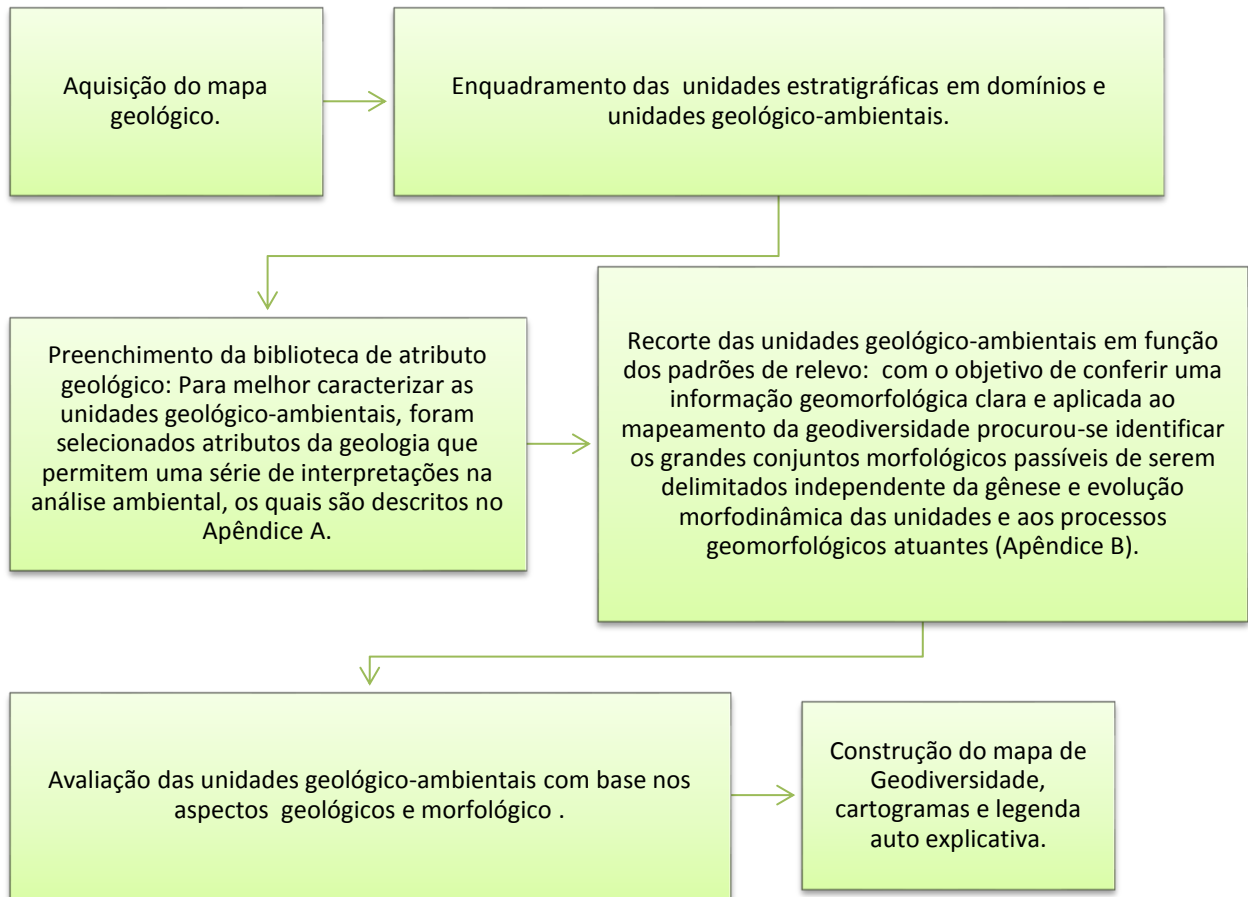 Aquisição do mapa
geológico.
Enquadramento das unidades estratigráficas em domínios e
unidades geológico-ambientais.
Preenchimento da biblioteca de atributo
geológico: Para melhor caracterizar as
unidades geológico-ambientais, foram
selecionados atributos da geologia que
permitem uma série de interpretações na
análise ambiental, os quais são descritos no
Apêndice A.
Recorte das unidades geológico-ambientais em função
dos padrões de relevo: com o objetivo de conferir uma
informação geomorfológica clara e aplicada ao
mapeamento da geodiversidade procurou-se identificar
os grandes conjuntos morfológicos passíveis de serem
delimitados independente da gênese e evolução
morfodinâmica das unidades e aos processos
geomorfológicos atuantes (Apêndice B).
Avaliação das unidades geológico-ambientais com base nos
aspectos geológicos e morfológico .
Construção do mapa de
Geodiversidade,
cartogramas e legenda
auto explicativa.